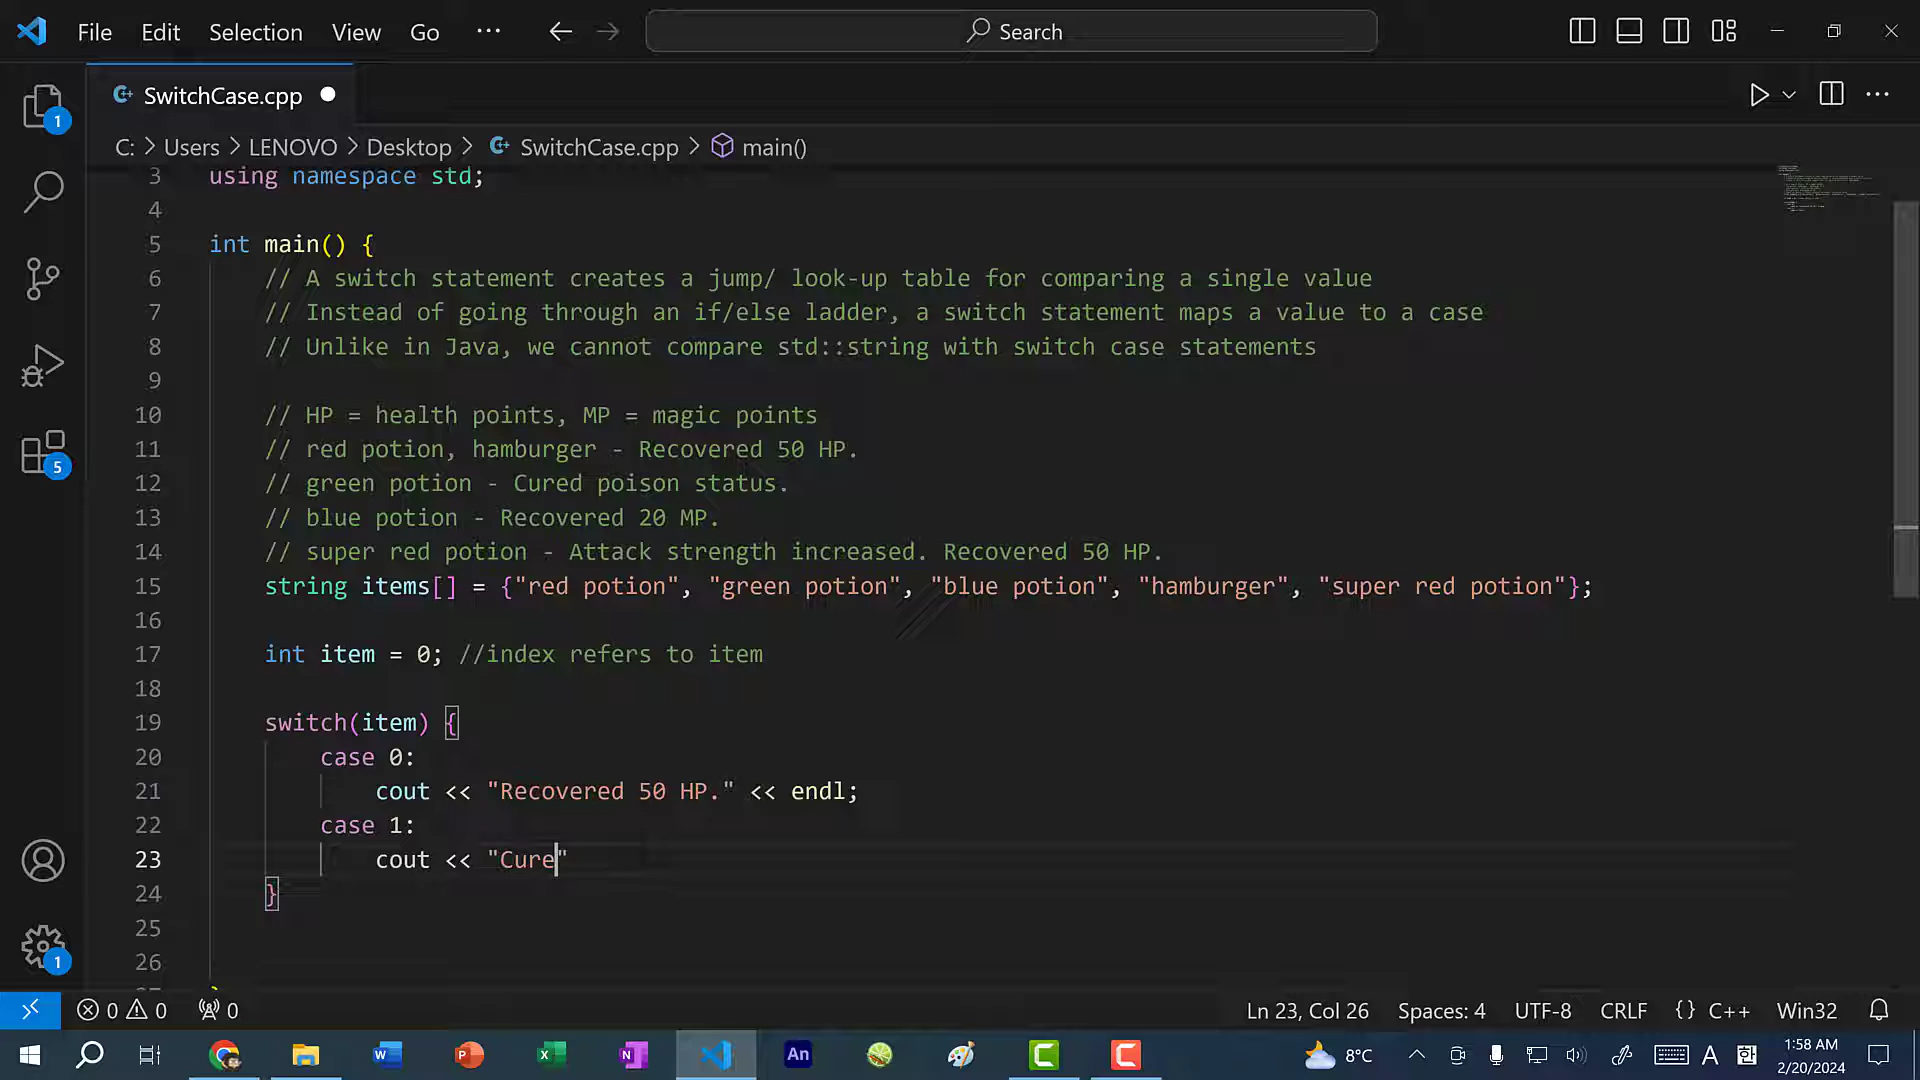 File Edit Selection View Go ... Search
SwitchCase.cpp
C: > Users > LENOVO > Desktop > SwitchCase.cpp > main()
3 using namespace std;
4
5 int main() {
6 // A switch statement creates a jump/ look-up table for comparing a single value
7 // Instead of going through an if/else ladder, a switch statement maps a value to a case
8 // Unlike in Java, we cannot compare std::string with switch case statements
9
10 // HP = health points, MP = magic points
11 // red potion, hamburger - Recovered 50 HP.
12 // green potion - Cured poison status.
13 // blue potion - Recovered 20 MP.
14 // super red potion - Attack strength increased. Recovered 50 HP.
15 string items[] = {"red potion", "green potion", "blue potion", "hamburger", "super red potion"};
16
17 int item = 0; //index refers to item
18
19 switch(item) {
20 case 0:
21 cout << "Recovered 50 HP." << endl;
22 case 1:
23 cout << "Cure"
24 }
25
26
1
5
1
0 0 0 Ln 23, Col 26 Spaces: 4 UTF-8 CRLF {} C++ Win32
W P X N An C C 8°C A 한 1:58 AM
2/20/2024